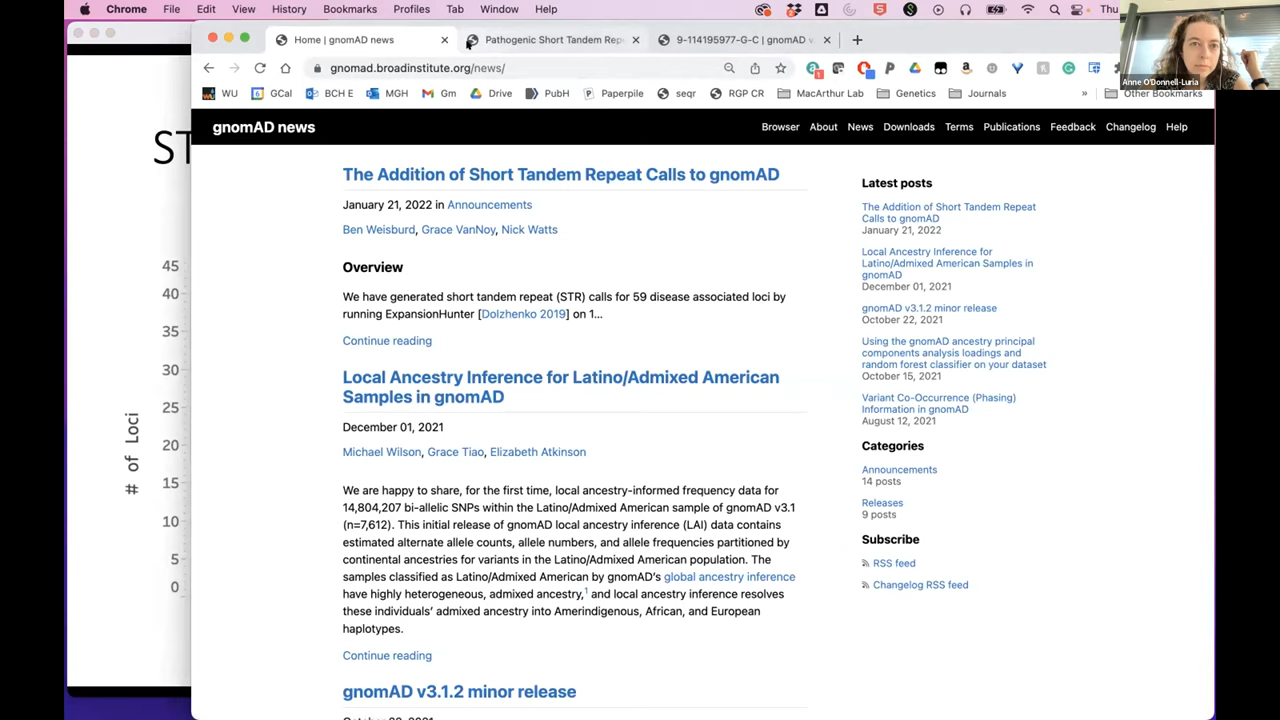 Chrome File Edit View History Bookmarks Profiles Tab Window Help Thu
Home | gnomAD news
Pathogenic Short Tandem Rep
9-114195977-G-C | gnomAD v
gnomad.broadinstitute.org/news/
WU GCal BCH E MGH Gm Drive PubH Paperpile seqr RGP CR MacArthur Lab Genetics Journals » Other Bookmarks
Anne O'Donnell-Luria
gnomAD news
Browser About News Downloads Terms Publications Feedback Changelog Help
ST
45
40
35
30
25
20
15
10
5
0
# of Loci
The Addition of Short Tandem Repeat Calls to gnomAD
January 21, 2022 in Announcements
Ben Weisburd, Grace VanNoy, Nick Watts
Overview
We have generated short tandem repeat (STR) calls for 59 disease associated loci by
running ExpansionHunter [Dolzhenko 2019] on 1...
Continue reading
Local Ancestry Inference for Latino/Admixed American
Samples in gnomAD
December 01, 2021
Michael Wilson, Grace Tiao, Elizabeth Atkinson
We are happy to share, for the first time, local ancestry-informed frequency data for
14,804,207 bi-allelic SNPs within the Latino/Admixed American sample of gnomAD v3.1
(n=7,612). This initial release of gnomAD local ancestry inference (LAI) data contains
estimated alternate allele counts, allele numbers, and allele frequencies partitioned by
continental ancestries for variants in the Latino/Admixed American population. The
samples classified as Latino/Admixed American by gnomAD's global ancestry inference
have highly heterogeneous, admixed ancestry,1 and local ancestry inference resolves
these individuals' admixed ancestry into Amerindigenous, African, and European
haplotypes.
Continue reading
gnomAD v3.1.2 minor release
Latest posts
The Addition of Short Tandem Repeat
Calls to gnomAD
January 21, 2022
Local Ancestry Inference for
Latino/Admixed American Samples in
gnomAD
December 01, 2021
gnomAD v3.1.2 minor release
October 22, 2021
Using the gnomAD ancestry principal
components analysis loadings and
random forest classifier on your dataset
October 15, 2021
Variant Co-Occurrence (Phasing)
Information in gnomAD
August 12, 2021
Categories
Announcements
14 posts
Releases
9 posts
Subscribe
RSS feed
Changelog RSS feed